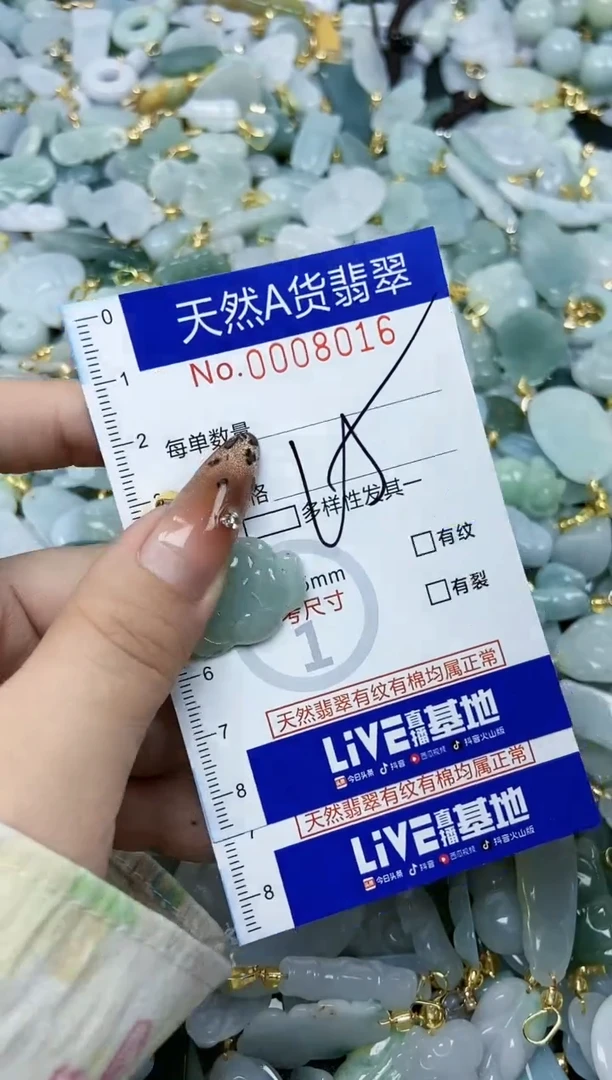 天然A货翡翠
No.0008016
0
1
2
每单数量
格
多样性发其一
有纹
5mm
考尺寸
有裂
1
6
天然翡翠有纹有棉均属正常
7
LiVE直播基地
今日头条 抖音 西瓜视频 抖音火山版
8
天然翡翠有纹有棉均属正常
LiVE直播基地
今日头条 抖音 西瓜视频 抖音火山版
8